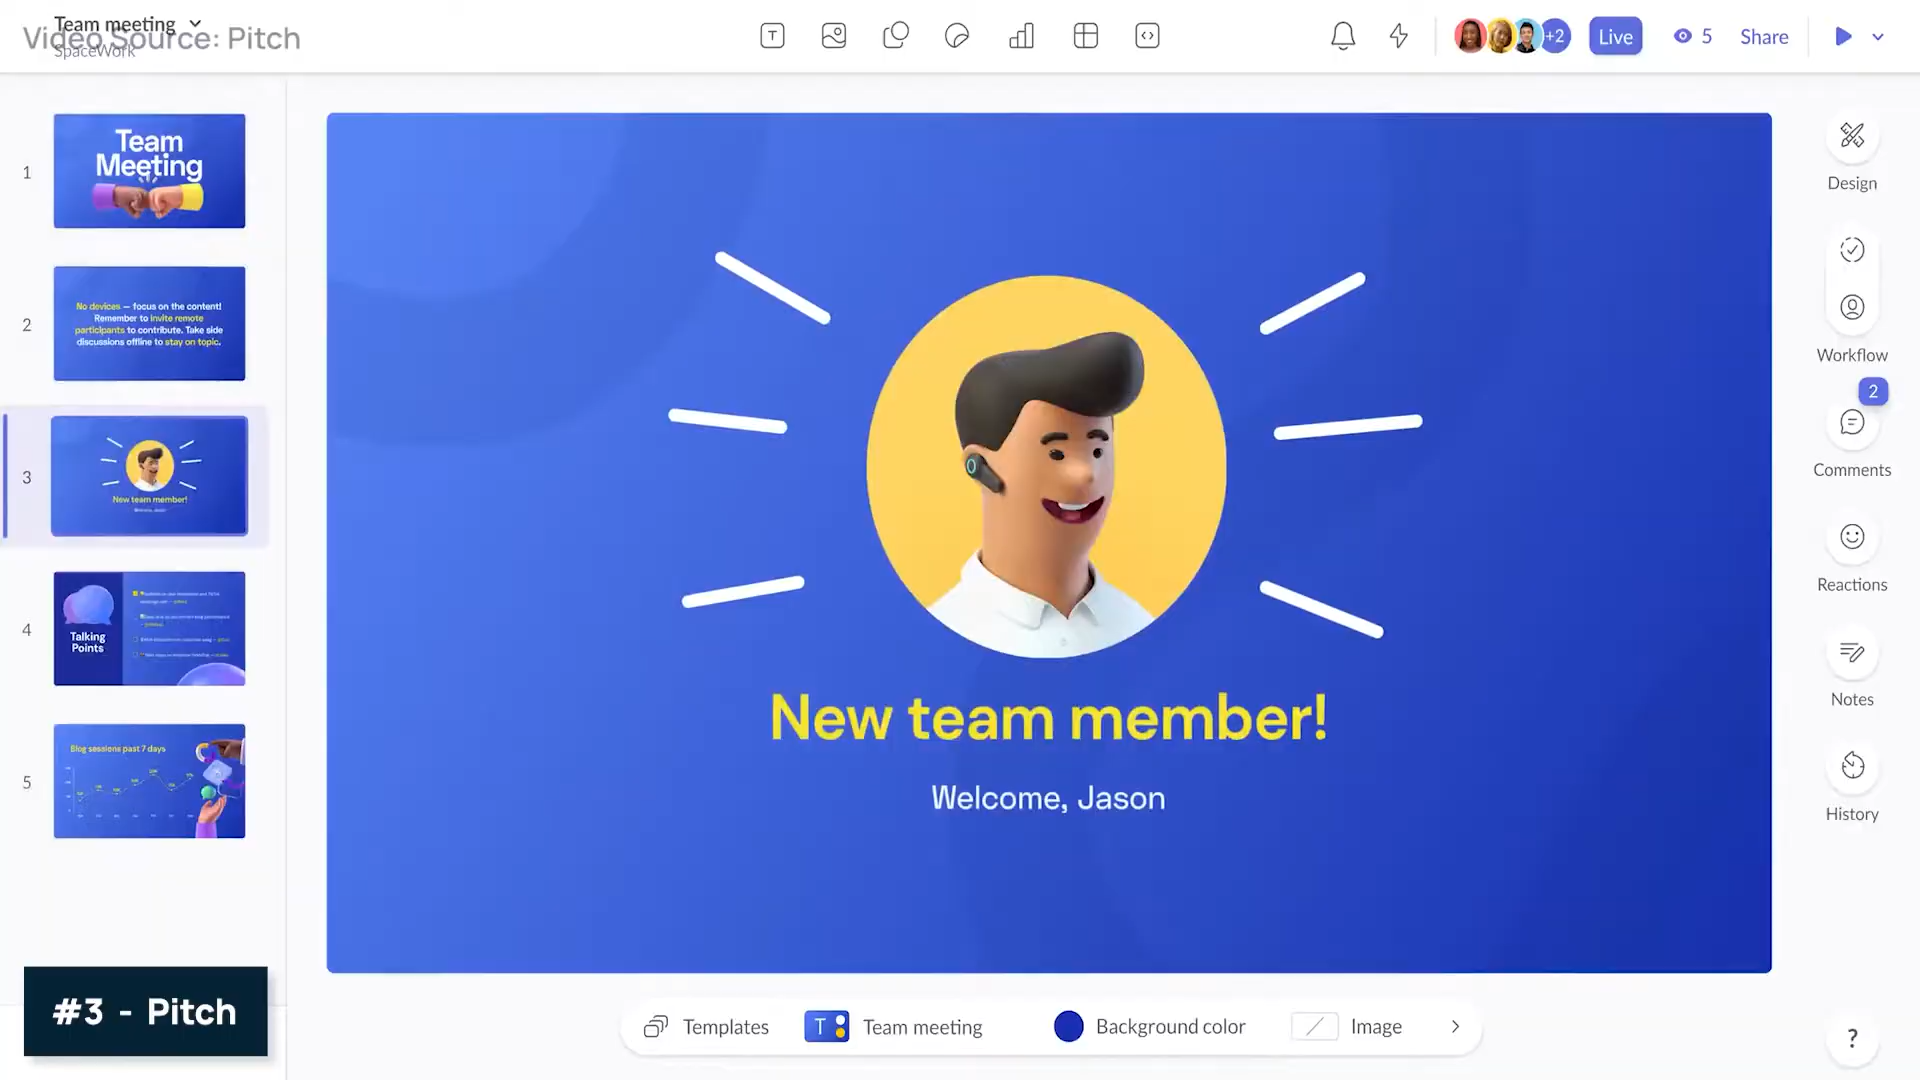 Team meeting
SpaceWork
Video Source: Pitch
T
+2
Live
5
Share
1
Team
Meeting
2
No devices — focus on the content!
Remember to invite remote
participants to contribute. Take side
discussions offline to stay on topic.
3
New team member!
Welcome, Jason
4
Talking
Points
5
Blog sessions past 7 days
New team member!
Welcome, Jason
Design
Workflow
2
Comments
Reactions
Notes
History
#3 - Pitch
Templates
T
Team meeting
Background color
Image
?